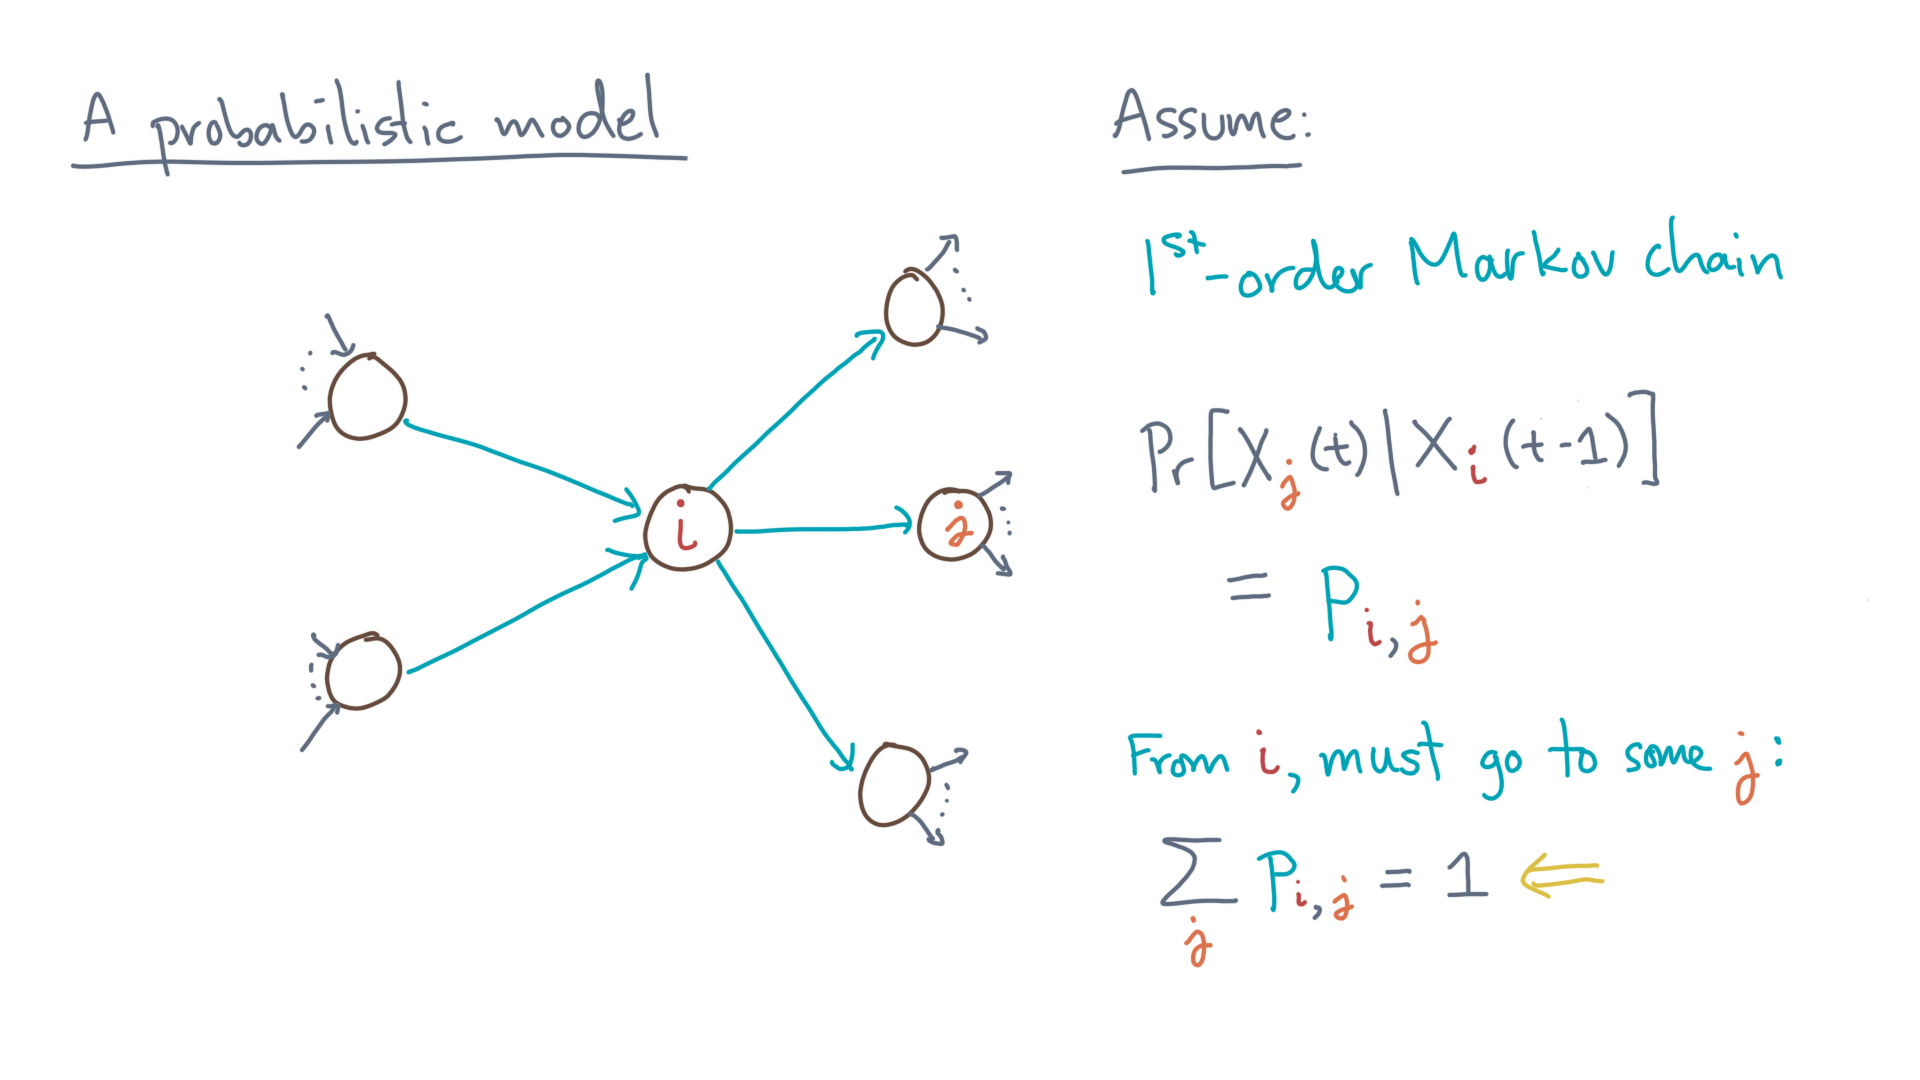 A probabilistic model
i
j
Assume:
1st-order Markov chain
Pr[Xj(t)|Xi(t-1)]
= Pi,j
From i, must go to some j:
∑ Pi,j = 1
j